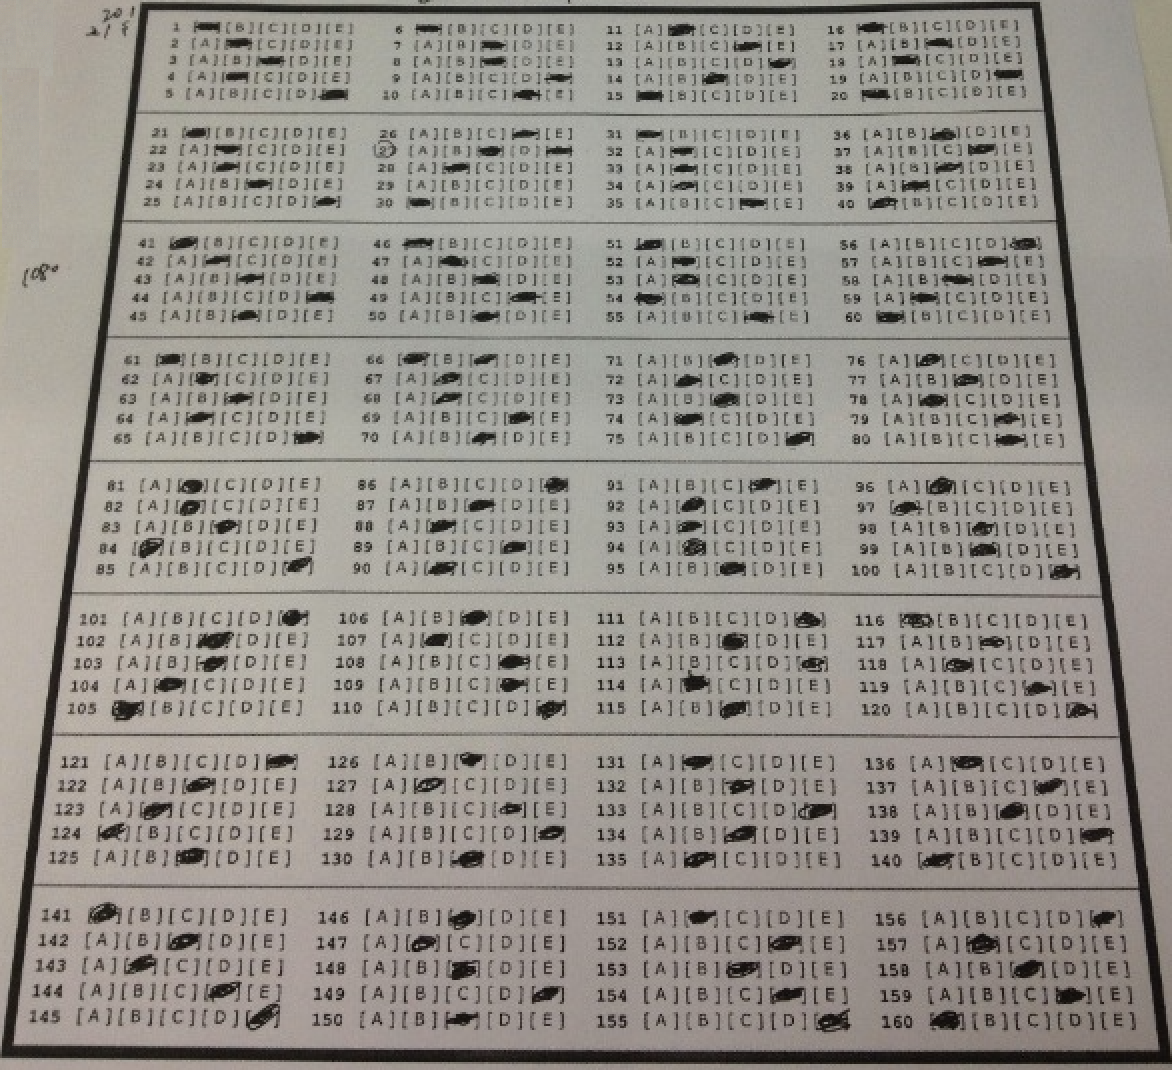 1 [B][C][D][E] 6 [B][C][D][E] 11 [A] [C][D][E] 16 [B][C][D][E]
2 [A] [C][D][E] 7 [A][B] [D][E] 12 [A][B][C] [E] 17 [A][B] [D][E]
3 [A][B] [D][E] 8 [A][B] [D][E] 13 [A][B][C][D] 18 [A] [C][D][E]
4 [A] [C][D][E] 9 [A][B][C][D] 14 [A][B] [D][E] 19 [A][B][C][D]
5 [A][B][C][D] 10 [A][B][C] [E] 15 [B][C][D][E] 20 [B][C][D][E]
21 [B][C][D][E] 26 [A][B][C] [E] 31 [B][C][D][E] 36 [A][B] [D][E]
22 [A] [C][D][E] 27 [A][B] [D] 32 [A] [C][D][E] 37 [A][B][C] [E]
23 [A] [C][D][E] 28 [A] [C][D][E] 33 [A] [C][D][E] 38 [A][B] [D][E]
24 [A][B] [D][E] 29 [A][B][C][D][E] 34 [A] [C][D][E] 39 [A] [C][D][E]
25 [A][B][C][D] 30 [B][C][D][E] 35 [A][B][C] [E] 40 [B][C][D][E]
1080
41 [B][C][D][E] 46 [B][C][D][E] 51 [B][C][D][E] 56 [A][B][C][D]
42 [A] [C][D][E] 47 [A] [C][D][E] 52 [A] [C][D][E] 57 [A][B][C] [E]
43 [A][B] [D][E] 48 [A][B] [D][E] 53 [A] [C][D][E] 58 [A][B] [D][E]
44 [A][B][C][D] 49 [A][B][C] [E] 54 [B][C][D][E] 59 [A] [C][D][E]
45 [A][B] [D][E] 50 [A][B] [D][E] 55 [A][B][C] [E] 60 [B][C][D][E]
61 [B][C][D][E] 66 [B] [D][E] 71 [A][B] [D][E] 76 [A] [C][D][E]
62 [A] [C][D][E] 67 [A] [C][D][E] 72 [A] [C][D][E] 77 [A][B] [D][E]
63 [A][B] [D][E] 68 [A] [C][D][E] 73 [A][B] [D][E] 78 [A] [C][D][E]
64 [A] [C][D][E] 69 [A][B][C] [E] 74 [A] [C][D][E] 79 [A][B][C] [E]
65 [A][B][C][D] 70 [A][B] [D][E] 75 [A][B][C][D] 80 [A][B][C] [E]
81 [A] [C][D][E] 86 [A][B][C][D] 91 [A][B][C] [E] 96 [A] [C][D][E]
82 [A] [C][D][E] 87 [A][B] [D][E] 92 [A] [C][D][E] 97 [B][C][D][E]
83 [A][B] [D][E] 88 [A] [C][D][E] 93 [A] [C][D][E] 98 [A][B] [D][E]
84 [B][C][D][E] 89 [A][B][C] [E] 94 [A] [C][D][E] 99 [A][B] [D][E]
85 [A][B][C][D] 90 [A] [C][D][E] 95 [A][B] [D][E] 100 [A][B][C][D]
101 [A][B][C][D] 106 [A][B] [D][E] 111 [A][B][C][D] 116 [B][C][D][E]
102 [A][B] [D][E] 107 [A] [C][D][E] 112 [A][B] [D][E] 117 [A][B] [D][E]
103 [A][B] [D][E] 108 [A][B][C] [E] 113 [A][B][C][D] 118 [A] [C][D][E]
104 [A] [C][D][E] 109 [A][B][C] [E] 114 [A] [C][D][E] 119 [A][B][C] [E]
105 [B][C][D][E] 110 [A][B][C][D] 115 [A][B] [D][E] 120 [A][B][C][D]
121 [A][B][C][D] 126 [A][B] [D][E] 131 [A] [C][D][E] 136 [A] [C][D][E]
122 [A][B] [D][E] 127 [A] [C][D][E] 132 [A][B] [D][E] 137 [A][B][C] [E]
123 [A] [C][D][E] 128 [A][B][C] [E] 133 [A][B][C][D] 138 [A][B] [D][E]
124 [B][C][D][E] 129 [A][B][C][D] 134 [A][B] [D][E] 139 [A][B][C][D]
125 [A][B] [D][E] 130 [A][B] [D][E] 135 [A] [C][D][E] 140 [B][C][D][E]
141 [B][C][D][E] 146 [A][B] [D][E] 151 [A] [C][D][E] 156 [A][B][C][D]
142 [A][B] [D][E] 147 [A] [C][D][E] 152 [A][B][C] [E] 157 [A] [C][D][E]
143 [A] [C][D][E] 148 [A][B] [D][E] 153 [A][B] [D][E] 158 [A][B] [D][E]
144 [A][B][C] [E] 149 [A][B][C][D] 154 [A][B][C] [E] 159 [A][B][C] [E]
145 [A][B][C][D] 150 [A][B] [D][E] 155 [A][B][C][D] 160 [B][C][D][E]